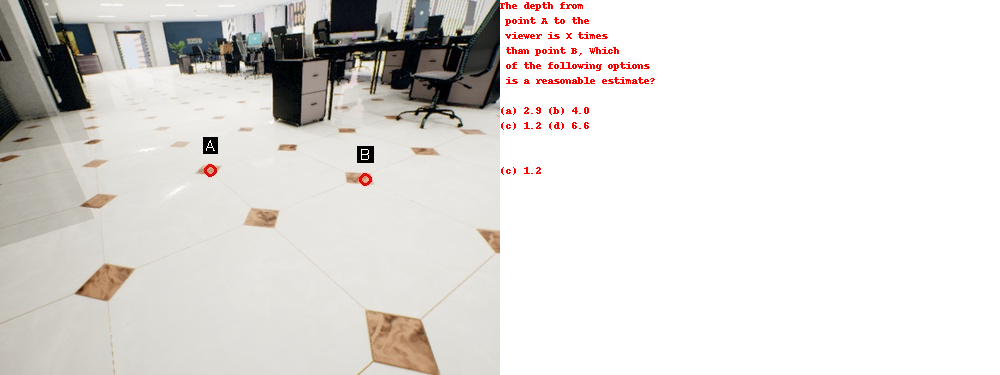 A
B
The depth from
point A to the
viewer is X times
than point B, Which
of the following options
is a reasonable estimate?
(a) 2.9 (b) 4.0
(c) 1.2 (d) 6.6
(c) 1.2